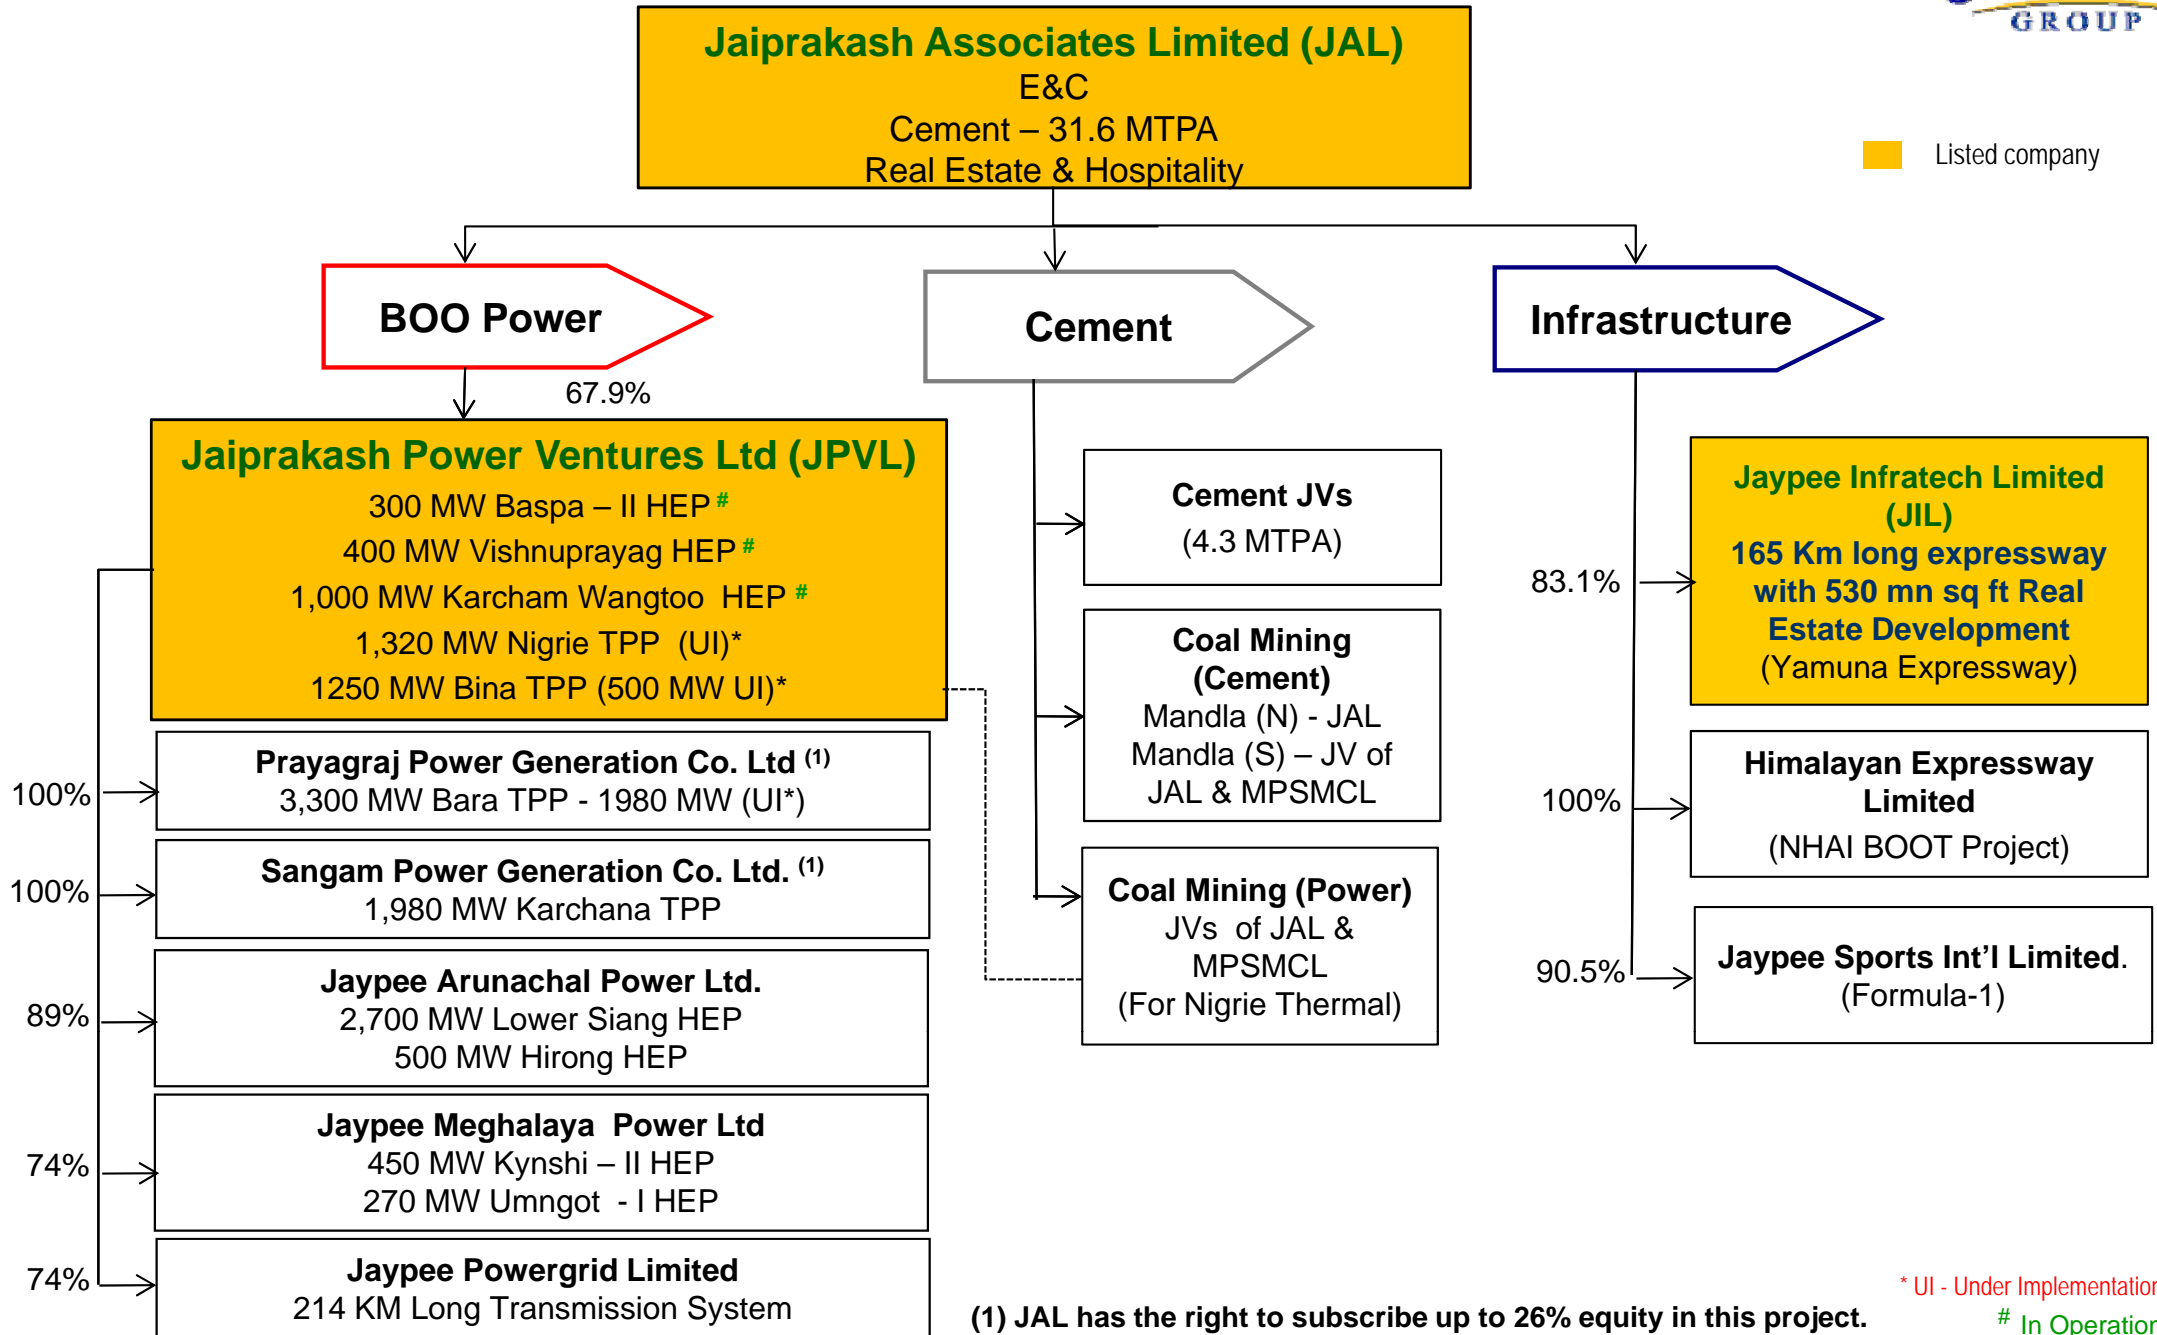 GROUP
Jaiprakash Associates Limited (JAL)
E&C
Cement – 31.6 MTPA
Real Estate & Hospitality
Listed company
BOO Power
Cement
Infrastructure
67.9%
Jaiprakash Power Ventures Ltd (JPVL)
300 MW Baspa – II HEP #
400 MW Vishnuprayag HEP #
1,000 MW Karcham Wangtoo HEP #
1,320 MW Nigrie TPP (UI)*
1250 MW Bina TPP (500 MW UI)*
100%
Prayagraj Power Generation Co. Ltd (1)
3,300 MW Bara TPP - 1980 MW (UI*)
100%
Sangam Power Generation Co. Ltd. (1)
1,980 MW Karchana TPP
89%
Jaypee Arunachal Power Ltd.
2,700 MW Lower Siang HEP
500 MW Hirong HEP
74%
Jaypee Meghalaya Power Ltd
450 MW Kynshi – II HEP
270 MW Umngot - I HEP
74%
Jaypee Powergrid Limited
214 KM Long Transmission System
Cement JVs
(4.3 MTPA)
Coal Mining
(Cement)
Mandla (N) - JAL
Mandla (S) – JV of
JAL & MPSMCL
Coal Mining (Power)
JVs of JAL &
MPSMCL
(For Nigrie Thermal)
83.1%
Jaypee Infratech Limited
(JIL)
165 Km long expressway
with 530 mn sq ft Real
Estate Development
(Yamuna Expressway)
100%
Himalayan Expressway
Limited
(NHAI BOOT Project)
90.5%
Jaypee Sports Int'l Limited.
(Formula-1)
(1) JAL has the right to subscribe up to 26% equity in this project.
* UI - Under Implementation
# In Operation